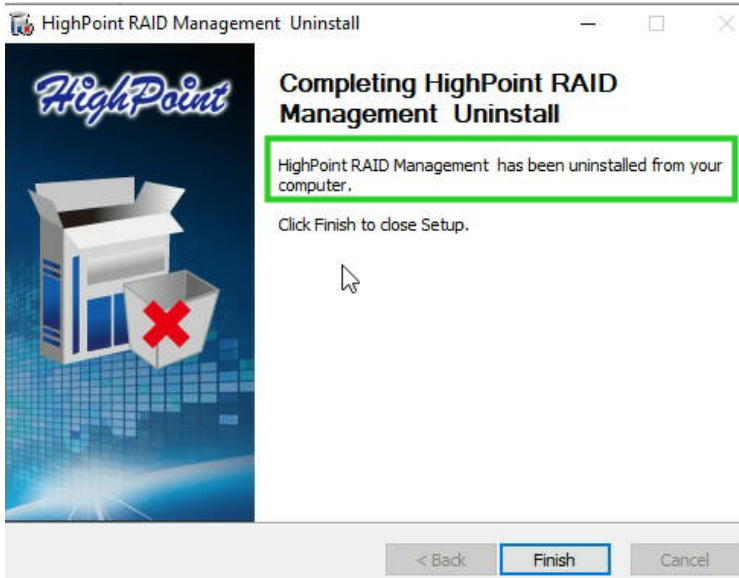 HighPoint RAID Management Uninstall
HighPoint
Completing HighPoint RAID
Management Uninstall
HighPoint RAID Management has been uninstalled from your
computer.
Click Finish to close Setup.
< Back
Finish
Cancel